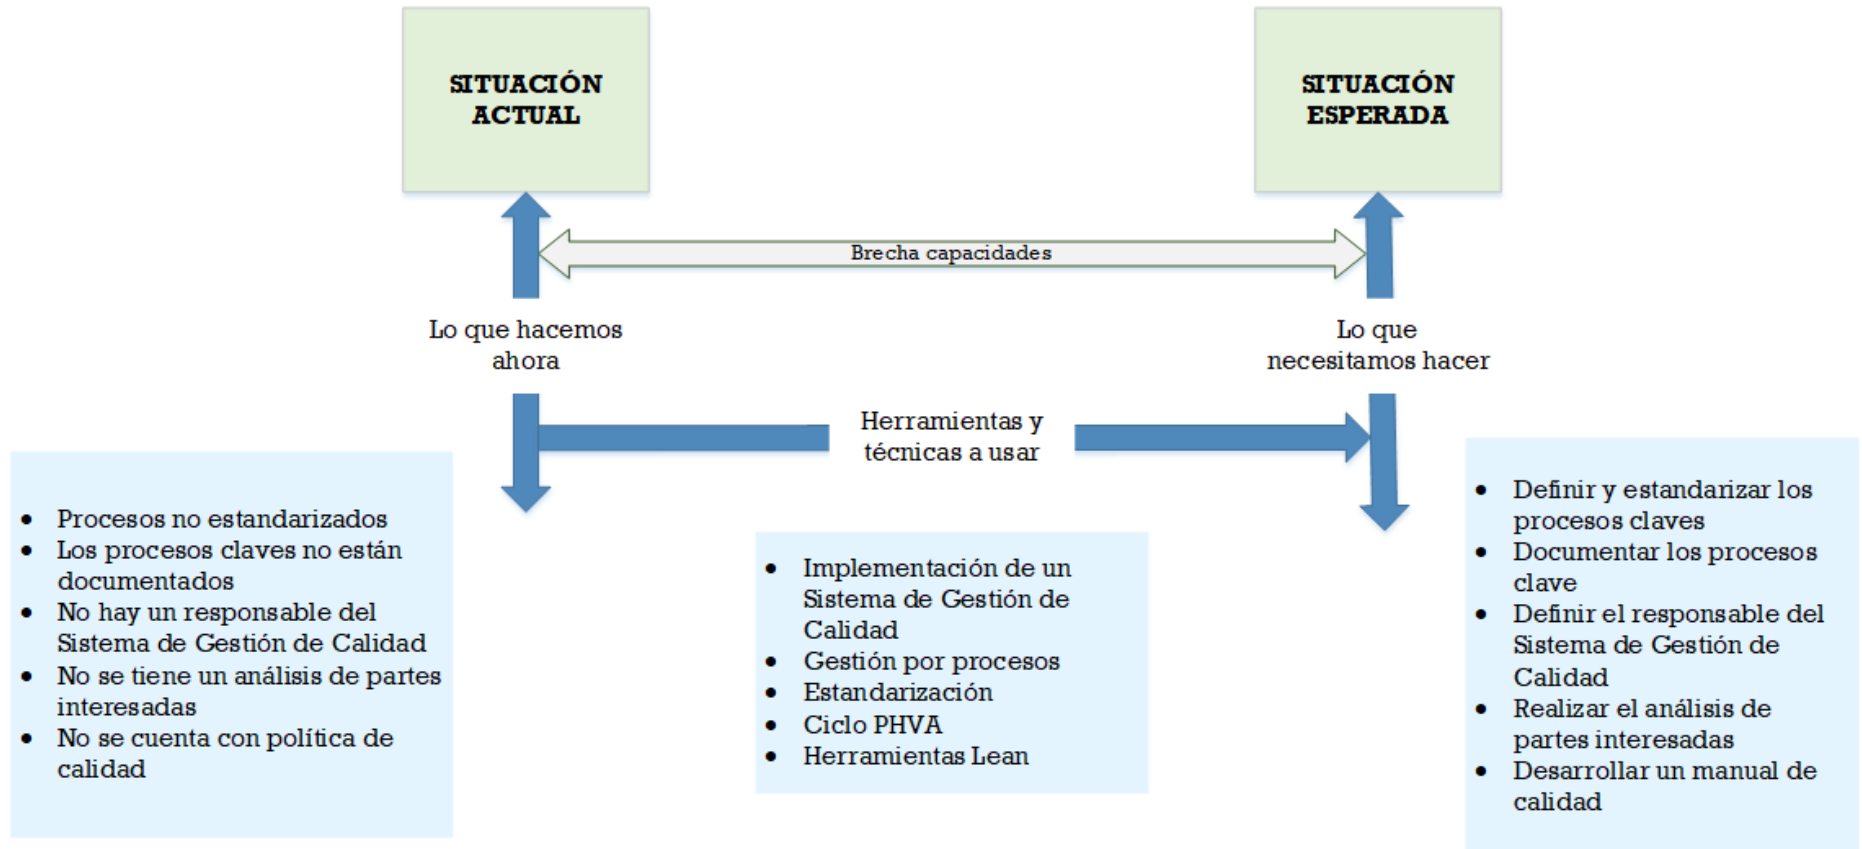 SITUACIÓN
ACTUAL
SITUACIÓN
ESPERADA
Brecha capacidades
Lo que hacemos
ahora
Lo que
necesitamos hacer
Herramientas y
técnicas a usar
• Procesos no estandarizados
• Los procesos claves no están
documentados
• No hay un responsable del
Sistema de Gestión de Calidad
• No se tiene un análisis de partes
interesadas
• No se cuenta con política de
calidad
• Implementación de un
Sistema de Gestión de
Calidad
• Gestión por procesos
• Estandarización
• Ciclo PHVA
• Herramientas Lean
• Definir y estandarizar los
procesos claves
• Documentar los procesos
clave
• Definir el responsable del
Sistema de Gestión de
Calidad
• Realizar el análisis de
partes interesadas
• Desarrollar un manual de
calidad